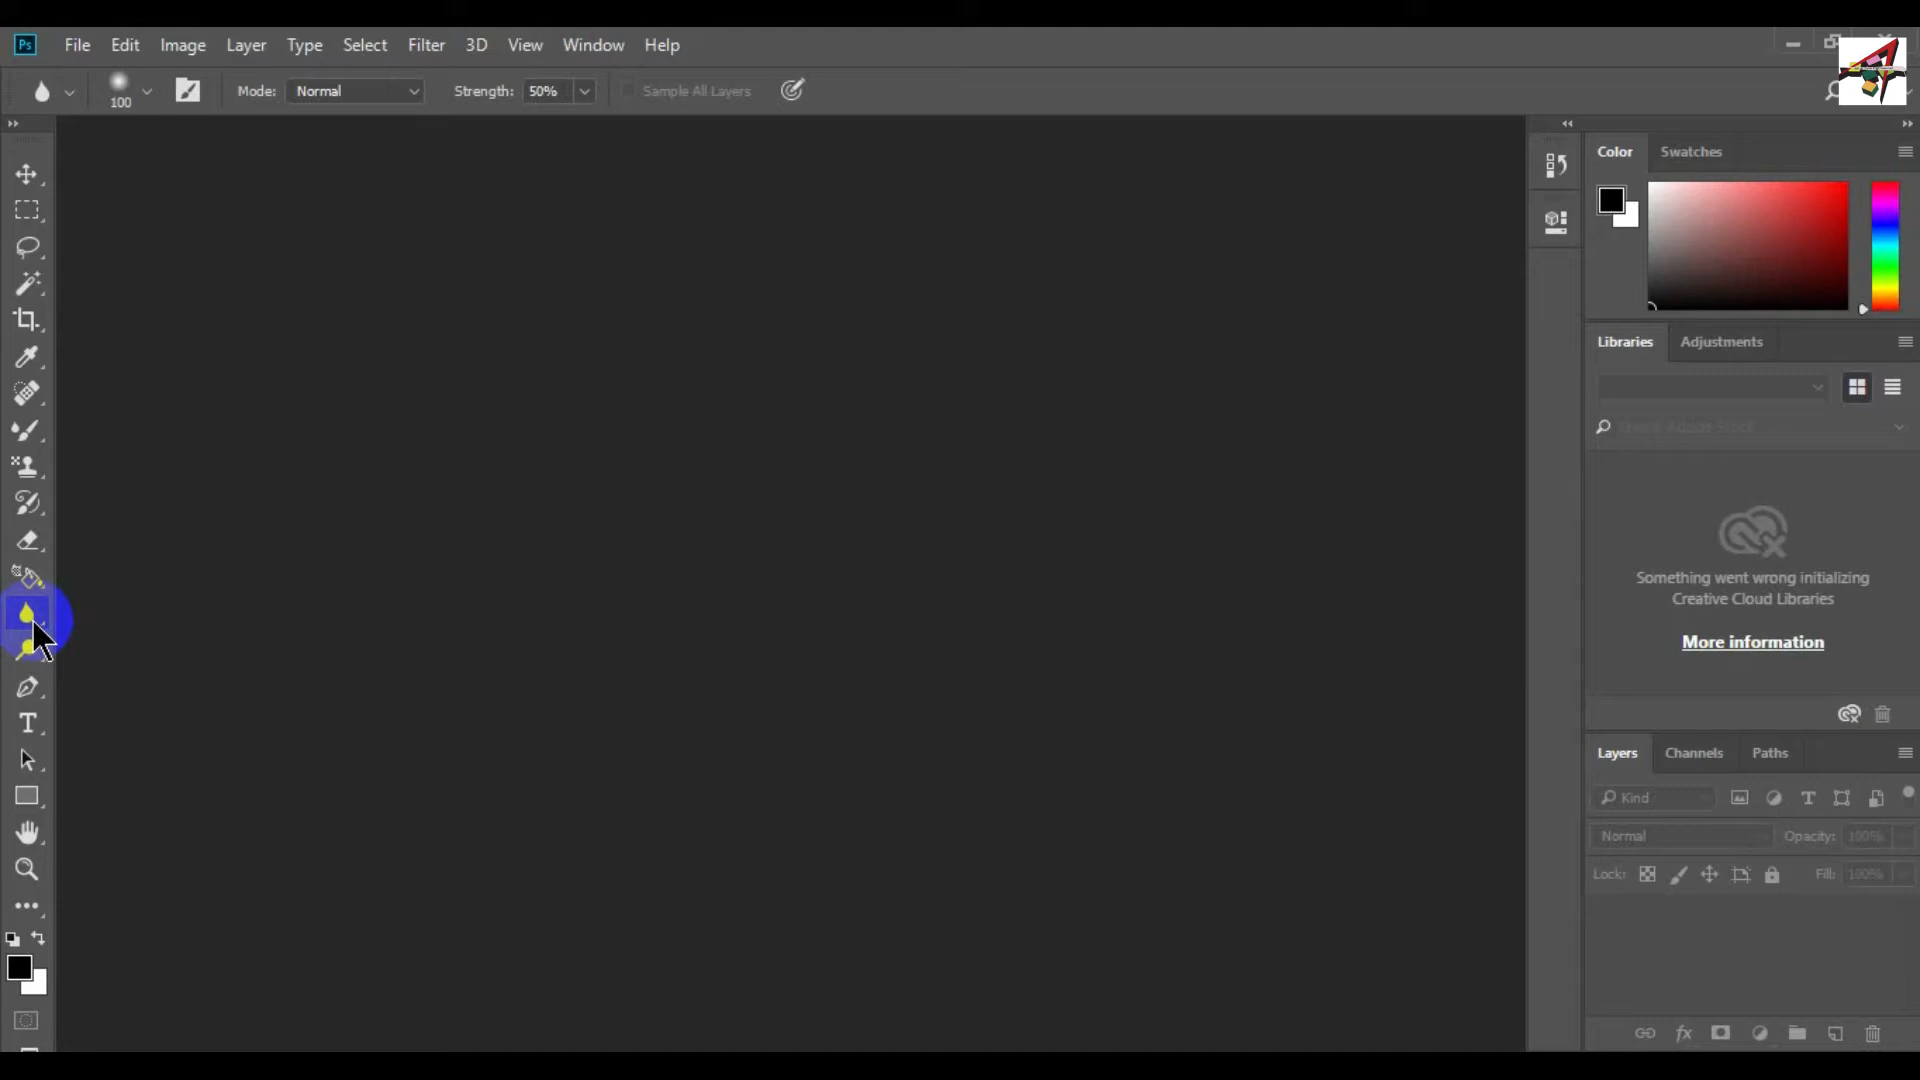 Ps File Edit Image Layer Type Select Filter 3D View Window Help
100 Mode: Normal Strength: 50% Sample All Layers
Color Swatches
Libraries Adjustments
Something went wrong initializing
Creative Cloud Libraries
More information
Layers Channels Paths
Kind
Normal Opacity: 100%
Lock: Fill: 100%